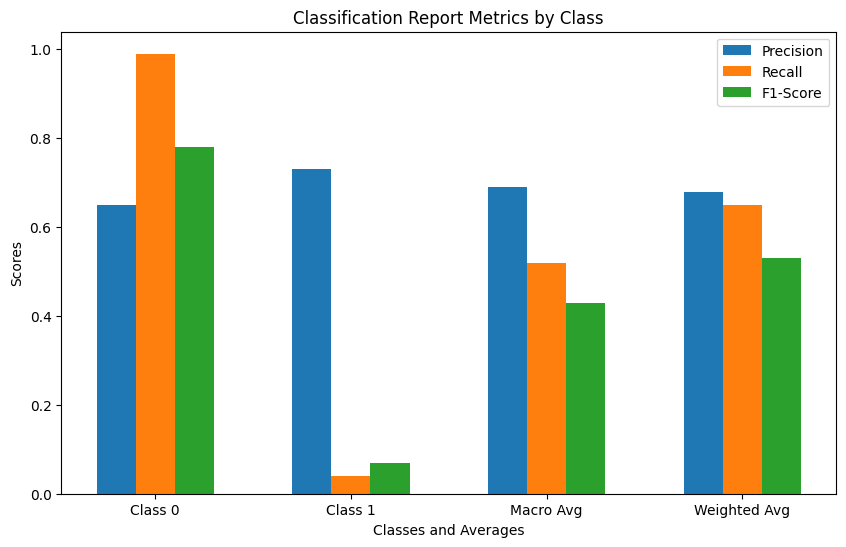 Classification Report Metrics by Class
Precision
Recall
F1-Score
1.0
0.8
0.6
0.4
0.2
0.0
Scores
Class 0
Class 1
Macro Avg
Weighted Avg
Classes and Averages